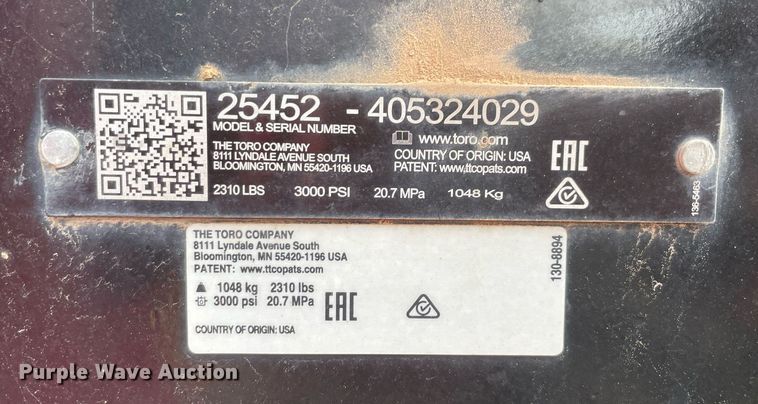 25452 - 405324029
MODEL & SERIAL NUMBER
www.toro.com
THE TORO COMPANY
8111 LYNDALE AVENUE SOUTH
BLOOMINGTON, MN 55420-1196 USA
COUNTRY OF ORIGIN: USA
PATENT: www.ttcopats.com
EAC
2310 LBS 3000 PSI 20.7 MPa 1048 Kg
136-5463
THE TORO COMPANY
8111 Lyndale Avenue South
Bloomington, MN 55420-1196 USA
PATENT: www.ttcopats.com
1048 kg 2310 lbs
3000 psi 20.7 MPa
EAC
COUNTRY OF ORIGIN: USA
130-8894
Purple Wave Auction